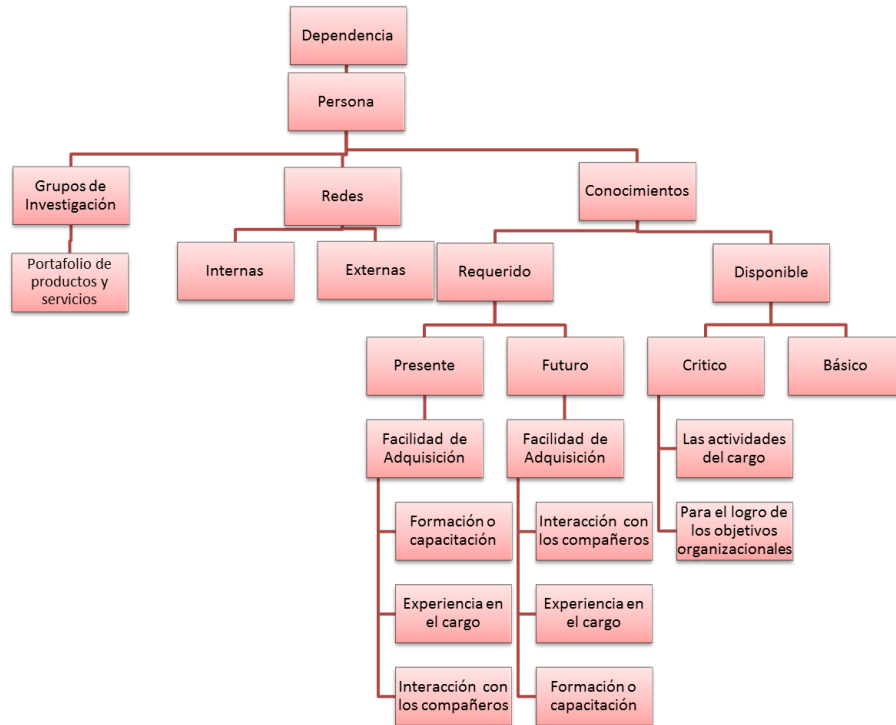 Dependencia
Persona
Grupos de
Investigación
Redes
Conocimientos
Portafolio de
productos y
servicios
Internas
Externas
Requerido
Disponible
Presente
Futuro
Critico
Básico
Facilidad de
Adquisición
Facilidad de
Adquisición
Las actividades
del cargo
Formación o
capacitación
Interacción con
los compañeros
Para el logro de
los objetivos
organizacionales
Experiencia en
el cargo
Experiencia en
el cargo
Interacción con
los compañeros
Formación o
capacitación